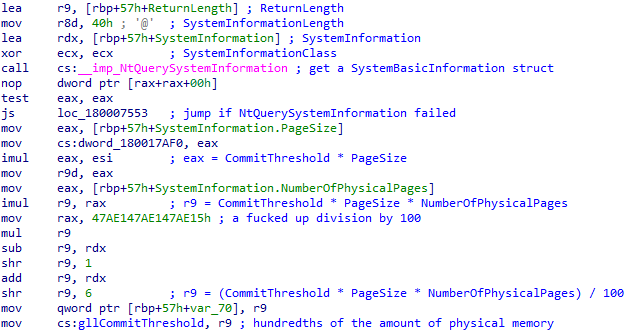 lea     r9, [rbp+57h+ReturnLength] ; ReturnLength
mov     r8d, 40h ; '@'  ; SystemInformationLength
lea     rdx, [rbp+57h+SystemInformation] ; SystemInformation
xor     ecx, ecx        ; SystemInformationClass
call    cs:__imp_NtQuerySystemInformation ; get a SystemBasicInformation struct
nop     dword ptr [rax+rax+00h]
test    eax, eax
js      loc_180007553   ; jump if NtQuerySystemInformation failed
mov     eax, [rbp+57h+SystemInformation.PageSize]
mov     cs:dword_180017AF0, eax
imul    eax, esi        ; eax = CommitThreshold * PageSize
mov     r9d, eax
mov     eax, [rbp+57h+SystemInformation.NumberOfPhysicalPages]
imul    r9, rax         ; r9 = CommitThreshold * PageSize * NumberOfPhysicalPages
mov     rax, 47AE147AE147AE15h ; a fucked up division by 100
mul     r9
sub     r9, rdx
shr     r9, 1
add     r9, rdx
shr     r9, 6           ; r9 = (CommitThreshold * PageSize * NumberOfPhysicalPages) / 100
mov     qword ptr [rbp+57h+var_70], r9
mov     cs:gllCommitThreshold, r9 ; hundredths of the amount of physical memory